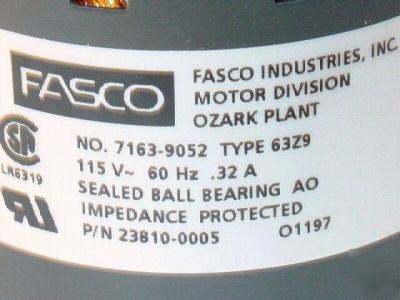 FASCO
FASCO INDUSTRIES, INC.
MOTOR DIVISION
OZARK PLANT
NO. 7163-9052 TYPE 63Z9
LR6319
115 V~ 60 Hz .32 A
SEALED BALL BEARING AO
IMPEDANCE PROTECTED
P/N 23810-0005 O1197